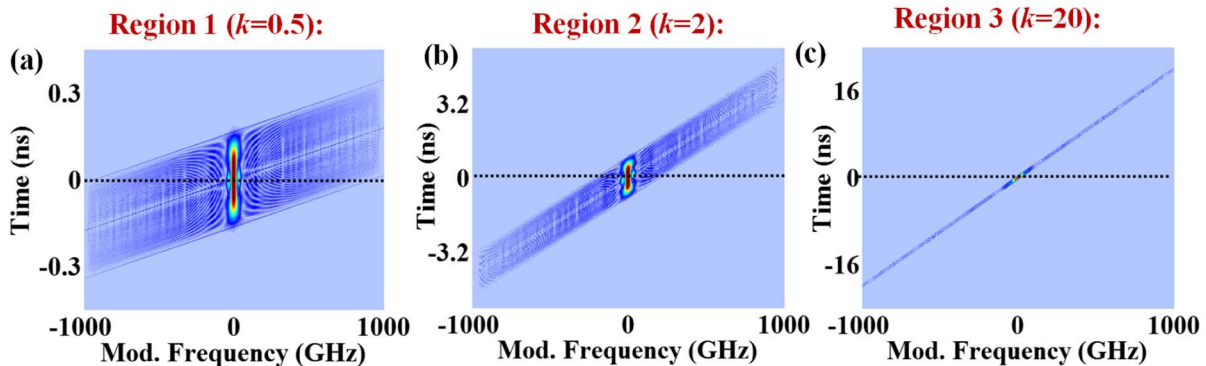 Region 1 (k=0.5):
(a)
Time (ns)
0.3
0
-0.3
-1000 0 1000
Mod. Frequency (GHz)
Region 2 (k=2):
(b)
Time (ns)
3.2
0
-3.2
-1000 0 1000
Mod. Frequency (GHz)
Region 3 (k=20):
(c)
Time (ns)
16
0
-16
-1000 0 1000
Mod. Frequency (GHz)